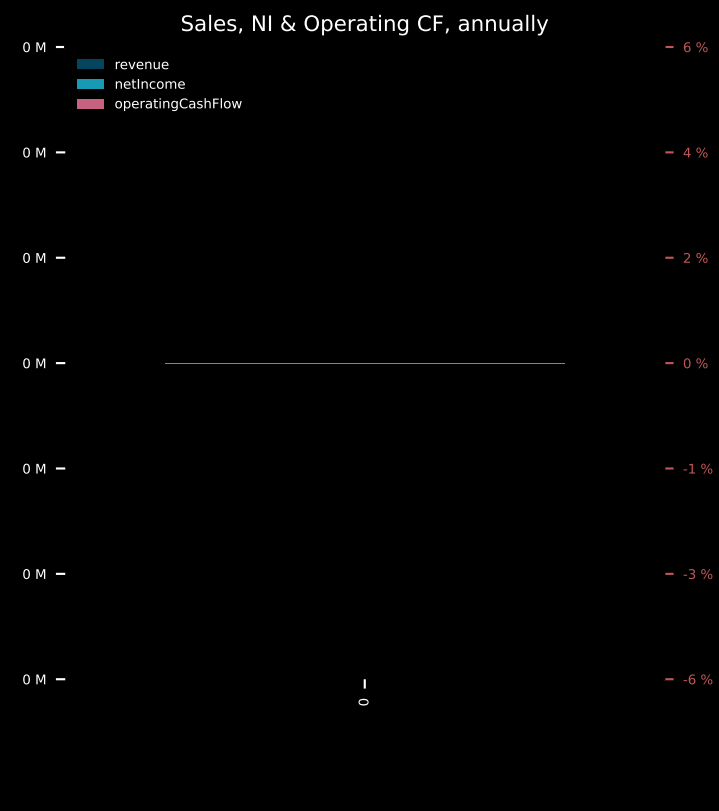 Sales, NI & Operating CF, annually
0 M
6 %
revenue
netIncome
operatingCashFlow
0 M
4 %
0 M
2 %
0 M
0 %
0 M
-1 %
0 M
-3 %
0 M
-6 %
0